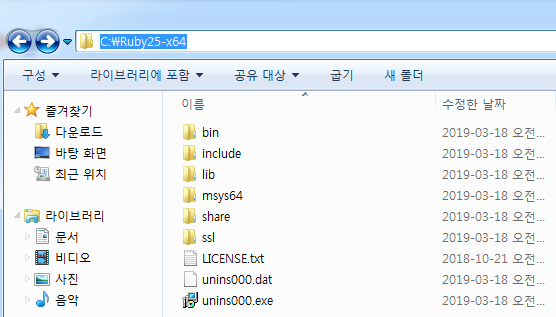 C:₩Ruby25-x64
구성 라이브러리에 포함 공유 대상 굽기 새 폴더
즐겨찾기
다운로드
바탕 화면
최근 위치
라이브러리
문서
비디오
사진
음악
이름 수정한 날짜
bin 2019-03-18 오전...
include 2019-03-18 오전...
lib 2019-03-18 오전...
msys64 2019-03-18 오전...
share 2019-03-18 오전...
ssl 2019-03-18 오전...
LICENSE.txt 2018-10-21 오전...
unins000.dat 2019-03-18 오전...
unins000.exe 2019-03-18 오전...